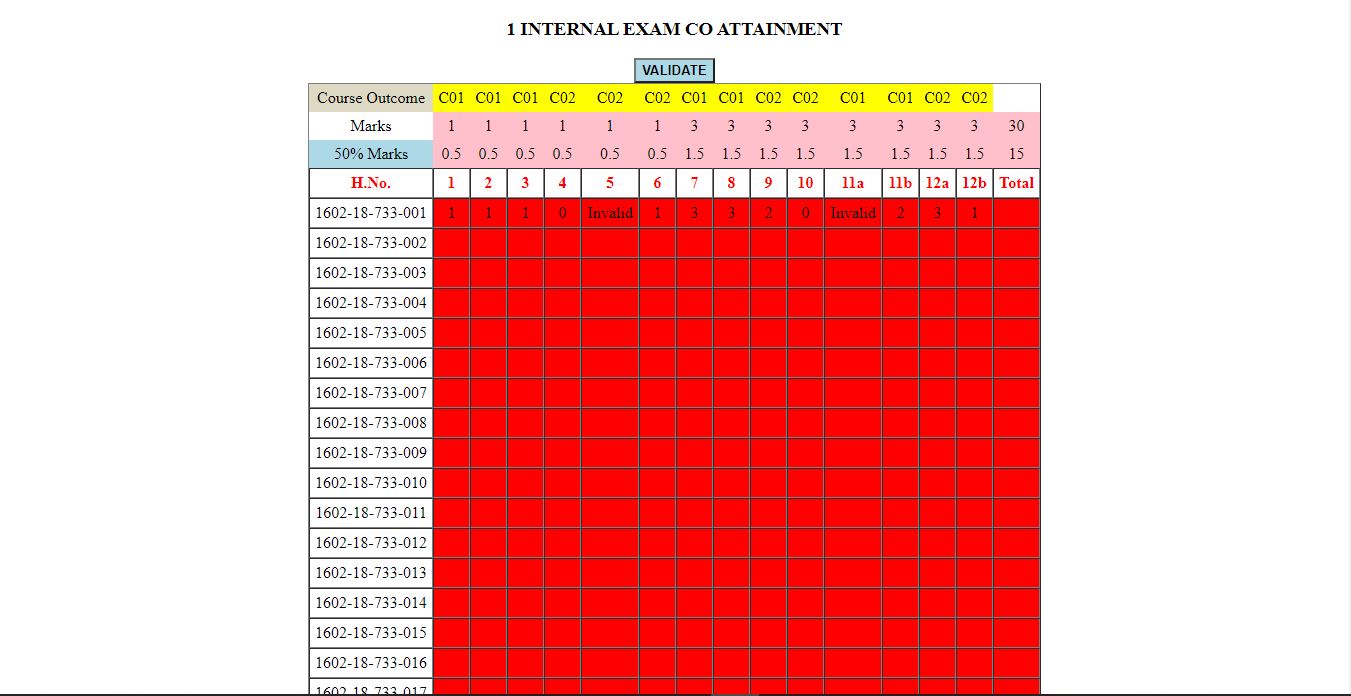 1 INTERNAL EXAM CO ATTAINMENT
VALIDATE
Course Outcome C01 C01 C01 C02 C02 C02 C01 C01 C02 C02 C01 C01 C02 C02
Marks 1 1 1 1 1 1 3 3 3 3 3 3 3 3 30
50% Marks 0.5 0.5 0.5 0.5 0.5 0.5 1.5 1.5 1.5 1.5 1.5 1.5 1.5 1.5 15
H.No. 1 2 3 4 5 6 7 8 9 10 11a 11b 12a 12b Total
1602-18-733-001 1 1 1 0 Invalid 1 3 3 2 0 Invalid 2 3 1
1602-18-733-002
1602-18-733-003
1602-18-733-004
1602-18-733-005
1602-18-733-006
1602-18-733-007
1602-18-733-008
1602-18-733-009
1602-18-733-010
1602-18-733-011
1602-18-733-012
1602-18-733-013
1602-18-733-014
1602-18-733-015
1602-18-733-016
1602-18-733-017